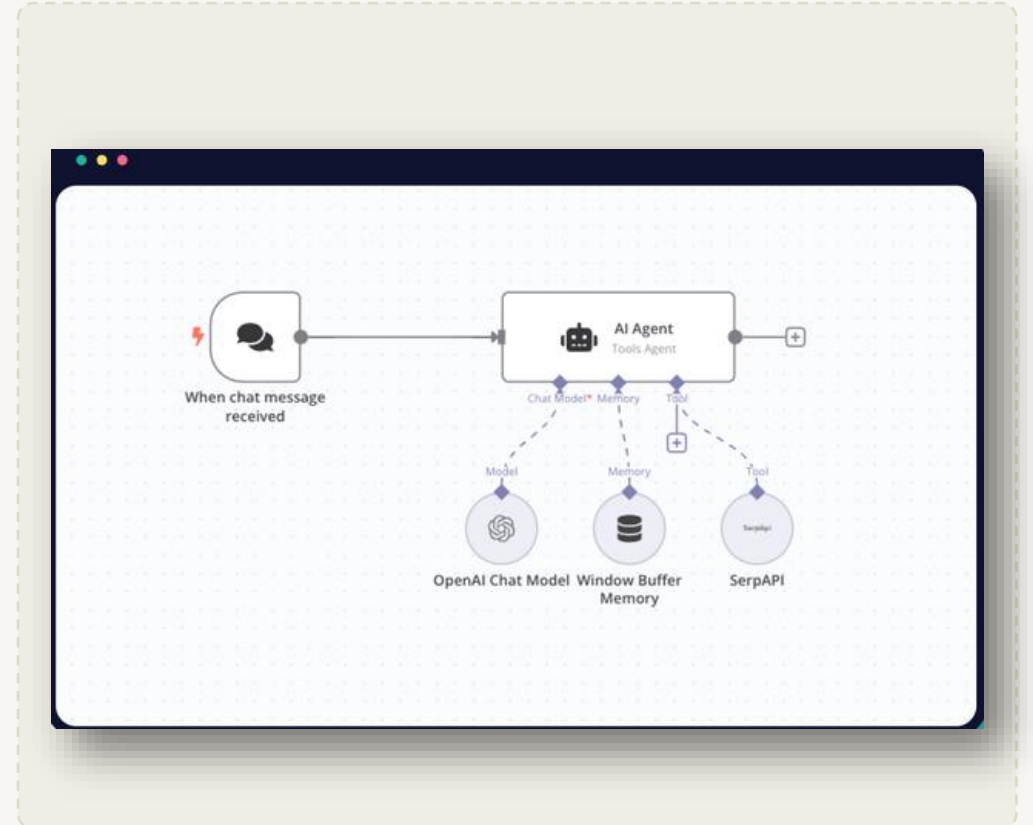 AI Agent
Tools Agent
When chat message
received
Chat Model* Memory Tool
Model Memory Tool
SerpApi
OpenAI Chat Model Window Buffer SerpAPI
Memory